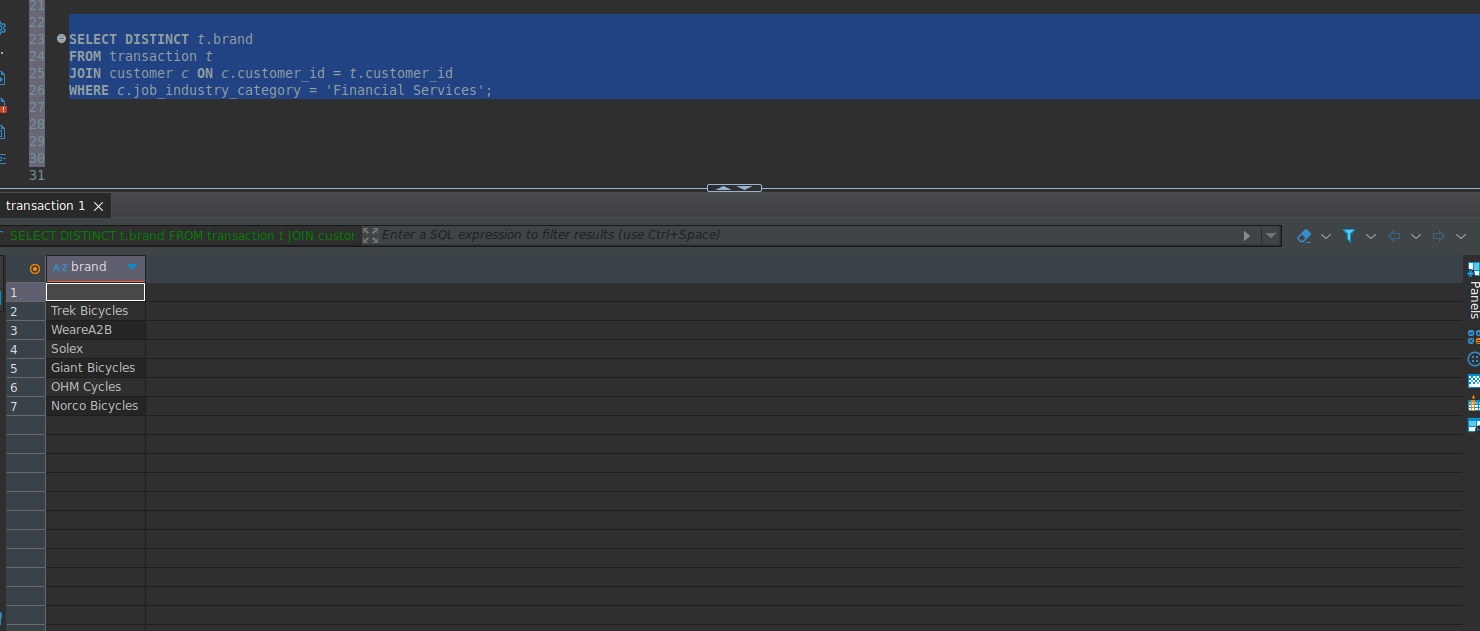 21
22
23 SELECT DISTINCT t.brand
24 FROM transaction t
25 JOIN customer c ON c.customer_id = t.customer_id
26 WHERE c.job_industry_category = 'Financial Services';
27
28
29
30
31
transaction 1
SELECT DISTINCT t.brand FROM transaction t JOIN custor Enter a SQL expression to filter results (use Ctrl+Space)
A-Z brand
Panels
1
2 Trek Bicycles
3 WeareA2B
4 Solex
5 Giant Bicycles
6 OHM Cycles
7 Norco Bicycles